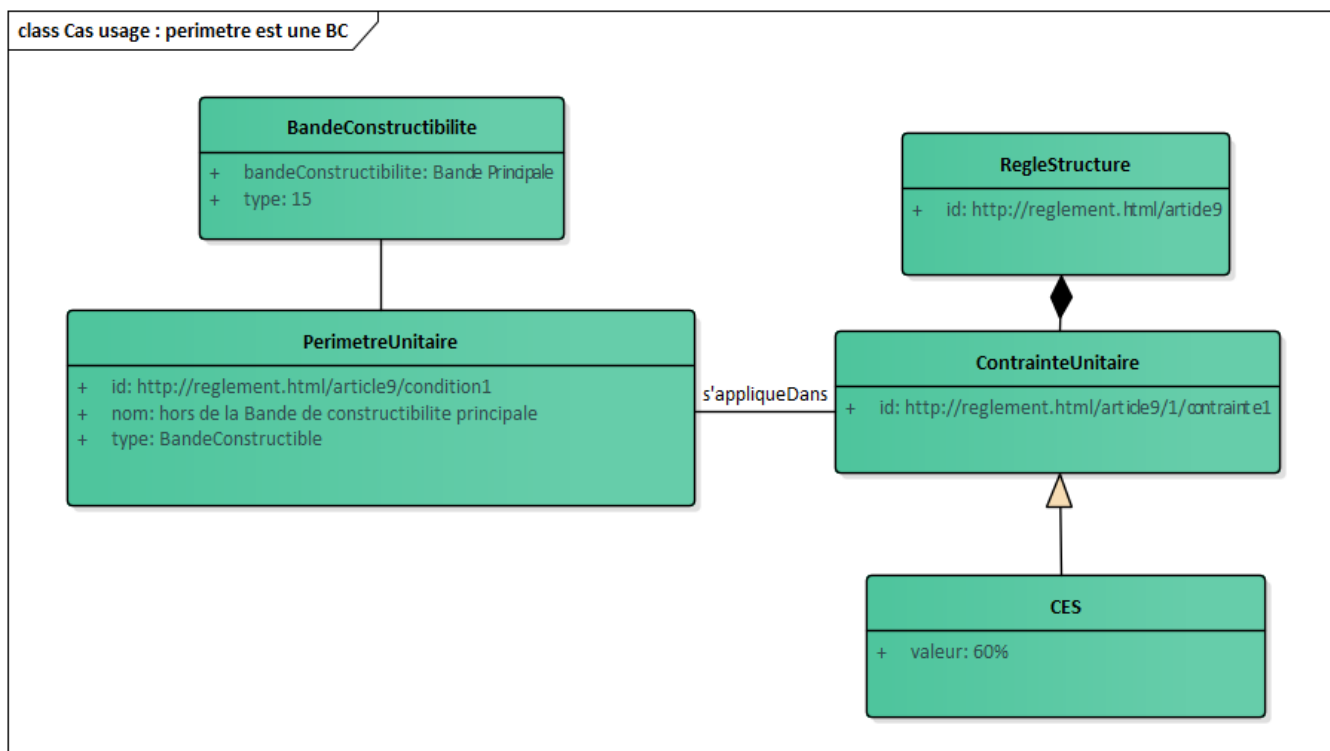 class Cas usage : perimetre est une BC
BandeConstructibilite
+ bandeConstructibilite: Bande Principale
+ type: 15
RegleStructure
+ id: http://reglement.html/article9
PerimetreUnitaire
+ id: http://reglement.html/article9/condition1
+ nom: hors de la Bande de constructibilite principale
+ type: BandeConstructible
s'appliqueDans
ContrainteUnitaire
+ id: http://reglement.html/article9/1/contrainte1
CES
+ valeur: 60%